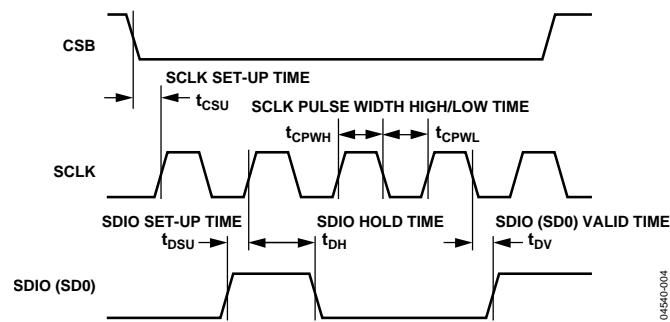 CSB
SCLK SET-UP TIME
tCSU
SCLK PULSE WIDTH HIGH/LOW TIME
tCPWH
tCPWL
SCLK
SDIO SET-UP TIME
SDIO HOLD TIME
SDIO (SD0) VALID TIME
tDSU
tDH
tDV
SDIO (SD0)
04540-004